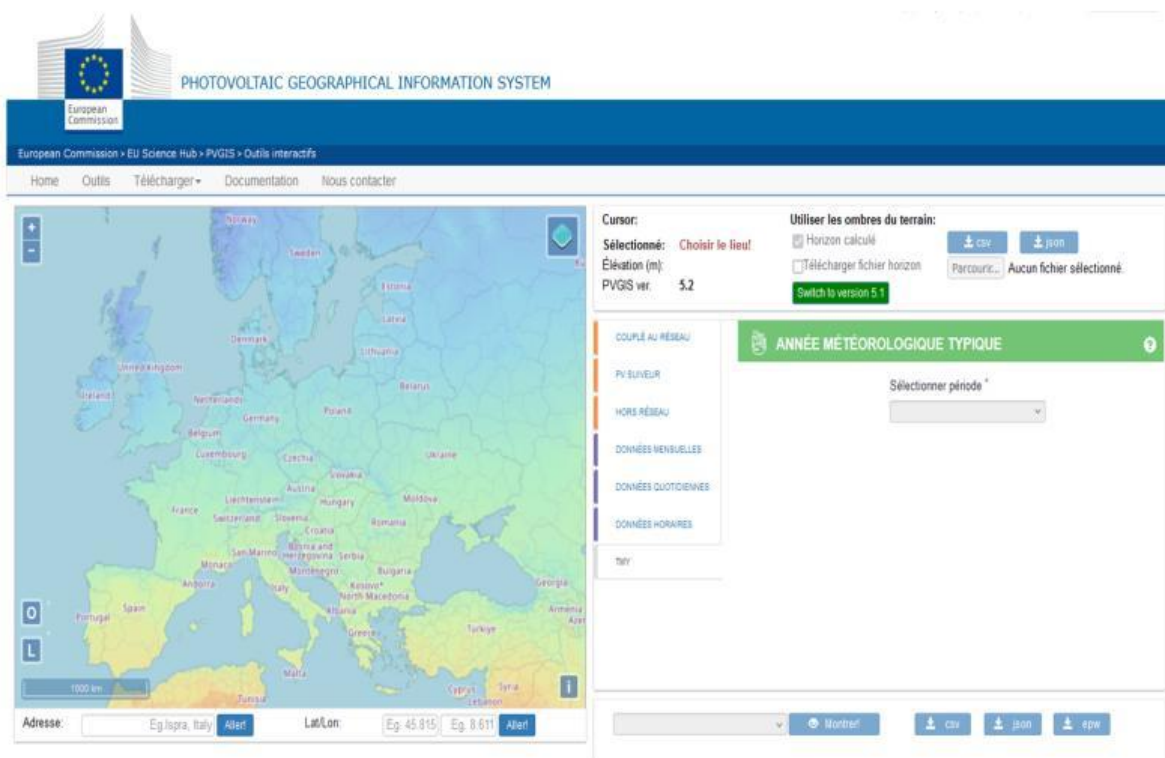 European
Commission
PHOTOVOLTAIC GEOGRAPHICAL INFORMATION SYSTEM
European Commission > EU Science Hub > PVGIS > Outils interactifs
Home Outils Télécharger Documentation Nous contacter
+
-
Norway
Sweden
Estonia
Latvia
Denmark
Lithuania
United Kingdom
Ireland
Belarus
Netherlands
Germany
Poland
Belgium
Luxembourg
Czechia
Ukraine
Slovakia
Austria
Liechtenstein
Hungary
Moldova
France
Switzerland
Slovenia
Romania
Croatia
San Marino
Bosnia and
Herzegovina
Serbia
Monaco
Montenegro
Bulgaria
Andorra
Italy
Kosovo*
Georgia
North Macedonia
Portugal
Spain
Albania
Armenia
Greece
Türkiye
Malta
Cyprus
Syria
Tunisia
Lebanon
O
L
1000 km
i
Adresse: Eg. Ispra, Italy Aller! Lat/Lon: Eg. 45.815 Eg. 8.611 Aller!
Cursor:
Sélectionné: Choisir le lieu!
Élévation (m):
PVGIS ver. 5.2
Utiliser les ombres du terrain:
Horizon calculé csv json
Télécharger fichier horizon Parcourir... Aucun fichier sélectionné.
Switch to version 5.1
COUPLÉ AU RÉSEAU
PV SUIVEUR
HORS RÉSEAU
DONNÉES MENSUELLES
DONNÉES QUOTIDIENNES
DONNÉES HORAIRES
TMY
ANNÉE MÉTÉOROLOGIQUE TYPIQUE ?
Sélectionner période *
Montrer! csv json epw